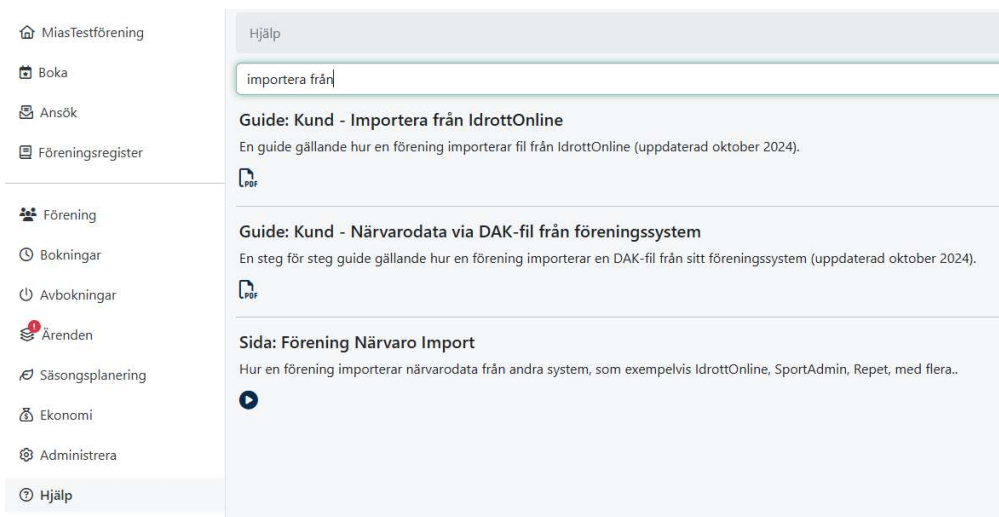 MiasTestförening
Boka
Ansök
Föreningsregister
Förening
Bokningar
Avbokningar
Ärenden
Säsongsplanering
Ekonomi
Administrera
Hjälp
Hjälp
importera från
Guide: Kund - Importera från IdrottOnline
En guide gällande hur en förening importerar fil från IdrottOnline (uppdaterad oktober 2024).
PDF
Guide: Kund - Närvarodata via DAK-fil från föreningssystem
En steg för steg guide gällande hur en förening importerar en DAK-fil från sitt föreningssystem (uppdaterad oktober 2024).
PDF
Sida: Förening Närvaro Import
Hur en förening importerar närvarodata från andra system, som exempelvis IdrottOnline, SportAdmin, Repet, med flera..